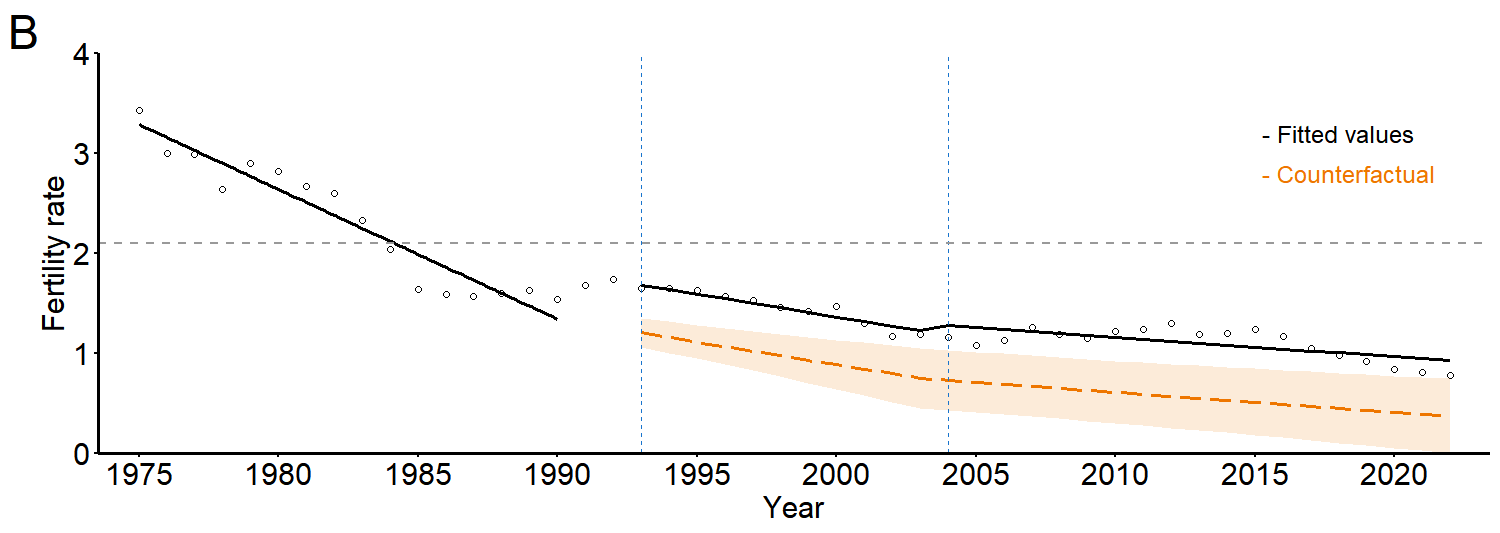 B
4
3
2
1
0
Fertility rate
- Fitted values
- Counterfactual
1975 1980 1985 1990 1995 2000 2005 2010 2015 2020
Year